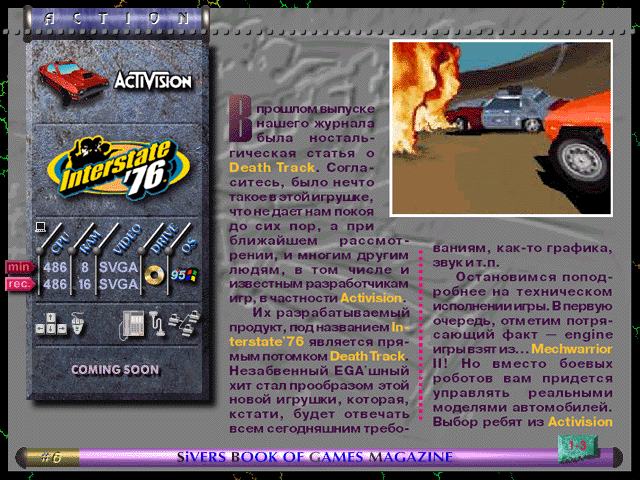 ACTION
ACTIVISION
Interstate
'76
CPU RAM VIDEO DRIVE OS
min 486 8 SVGA
rec. 486 16 SVGA
95
COMING SOON
В прошлом выпуске
нашего журнала
была носталь-
гическая статья о
Death Track. Согла-
ситесь, было нечто
такое в этой игрушке,
что не дает нам покоя
до сих пор, а при
ближайшем рассмот-
рении, и многим другим
людям, в том числе и
известным разработчикам
игр, в частности Activision.
Их разрабатываемый
продукт, под названием In-
terstate'76 является пря-
мым потомком Death Track.
Незабвенный EGA'шный
хит стал прообразом этой
новой игрушки, которая,
кстати, будет отвечать
всем сегодняшним требо-
ваниям, как-то графика,
звук и т.п.
Остановимся попод-
робнее на техническом
исполнении игры. В первую
очередь, отметим потря-
сающий факт — engine
игры взят из... Mechwarrior
II! Но вместо боевых
роботов вам придется
управлять реальными
моделями автомобилей.
Выбор ребят из Activision
#6
SIVERS BOOK OF GAMES MAGAZINE
1-3